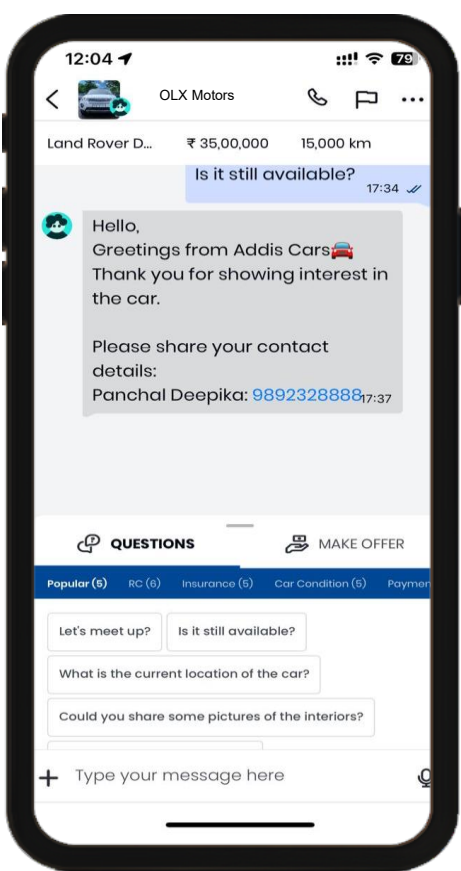 12:04
79
OLX Motors
Land Rover D... ₹ 35,00,000 15,000 km
Is it still available?
17:34
Hello,
Greetings from Addis Cars🚘
Thank you for showing interest in
the car.
Please share your contact
details:
Panchal Deepika: 9892328888
17:37
QUESTIONS MAKE OFFER
Popular (5) RC (6) Insurance (5) Car Condition (5) Paymen
Let's meet up? Is it still available?
What is the current location of the car?
Could you share some pictures of the interiors?
Type your message here